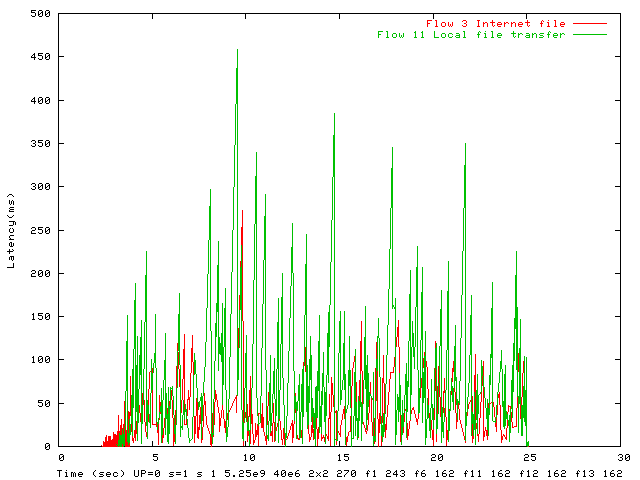 500
Flow 3 Internet file
Flow 11 Local file transfer
450
400
350
300
250
200
150
100
50
0
Latency(ms)
0 5 10 15 20 25 30
Time (sec) UP=0 s=1 s 1 5.25e9 40e6 2x2 270 f1 243 f6 162 f11 162 f12 162 f13 162